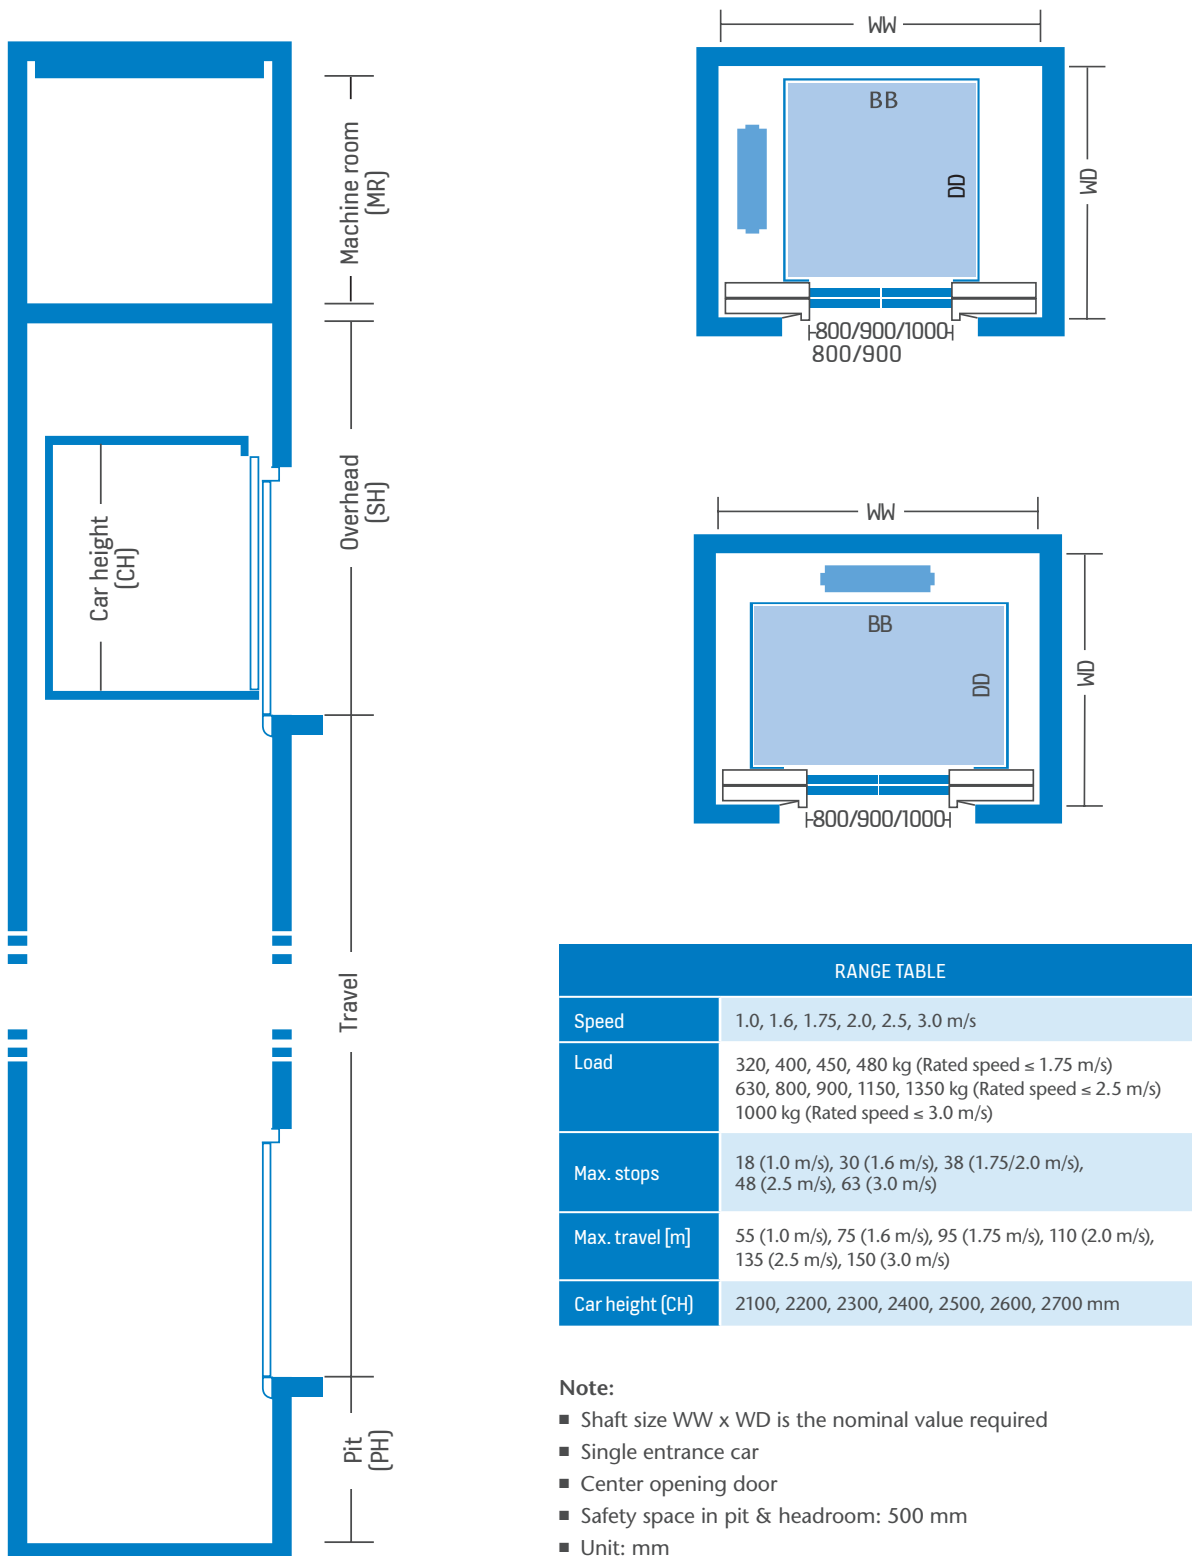 Machine room
(MR)
Overhead
(SH)
Car height
(CH)
Travel
Pit
(PH)
WW
BB
DD
WD
800/900/1000
800/900
WW
BB
DD
WD
800/900/1000
RANGE TABLE
Speed
1.0, 1.6, 1.75, 2.0, 2.5, 3.0 m/s
Load
320, 400, 450, 480 kg (Rated speed ≤ 1.75 m/s)
630, 800, 900, 1150, 1350 kg (Rated speed ≤ 2.5 m/s)
1000 kg (Rated speed ≤ 3.0 m/s)
Max. stops
18 (1.0 m/s), 30 (1.6 m/s), 38 (1.75/2.0 m/s),
48 (2.5 m/s), 63 (3.0 m/s)
Max. travel [m]
55 (1.0 m/s), 75 (1.6 m/s), 95 (1.75 m/s), 110 (2.0 m/s),
135 (2.5 m/s), 150 (3.0 m/s)
Car height (CH)
2100, 2200, 2300, 2400, 2500, 2600, 2700 mm
Note:
■ Shaft size WW x WD is the nominal value required
■ Single entrance car
■ Center opening door
■ Safety space in pit & headroom: 500 mm
■ Unit: mm